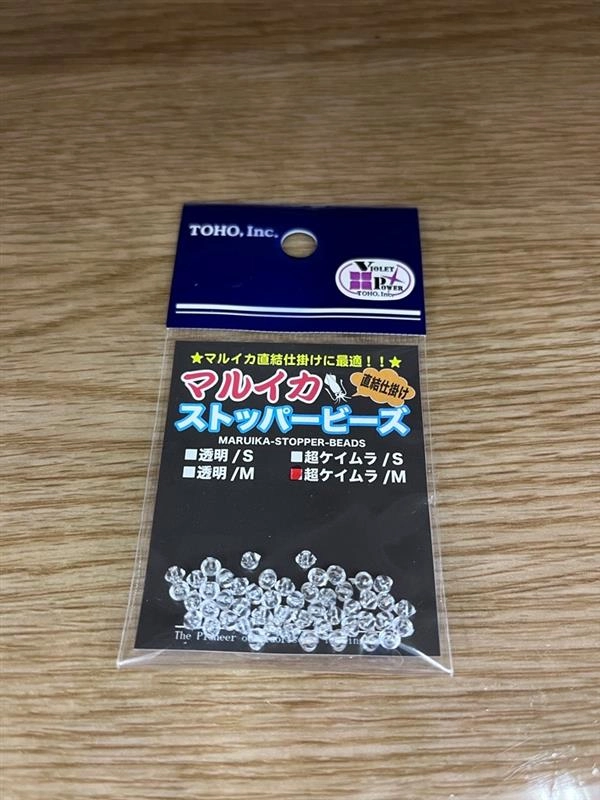 TOHO, Inc.
VIOLET
POWER
TOHO, Inc.
★マルイカ直結仕掛けに最適！！★
マルイカ
直結仕掛け
ストッパービーズ
MARUIKA-STOPPER-BEADS
■透明/S ■超ケイムラ/S
■透明/M ■超ケイムラ/M
The Pioneer